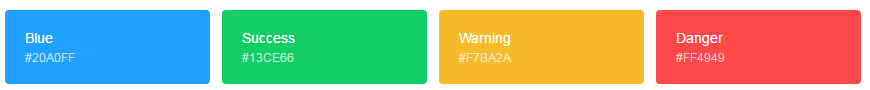 Blue
#20A0FF
Success
#13CE66
Warning
#F7BA2A
Danger
#FF4949